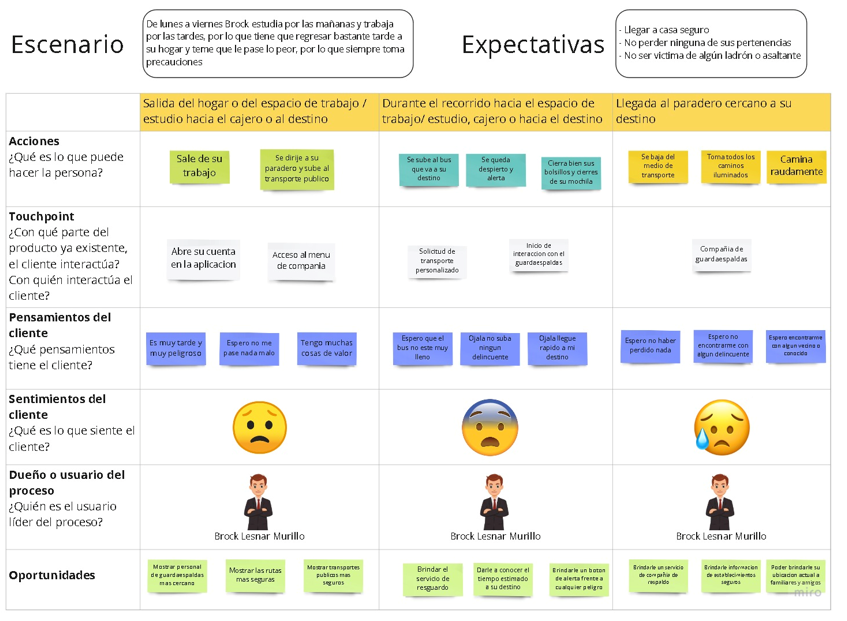 Escenario
De lunes a viernes Brock estudia por las mañanas y trabaja
por las tardes, por lo que tiene que regresar bastante tarde a
su hogar y teme que le pase lo peor, por lo que siempre toma
precauciones
Expectativas
- Llegar a casa seguro
- No perder ninguna de sus pertenencias
- No ser victima de algún ladrón o asaltante
Salida del hogar o del espacio de trabajo /
estudio hacia el cajero o al destino
Durante el recorrido hacia el espacio de
trabajo/ estudio, cajero o hacia el destino
Llegada al paradero cercano a su
destino
Acciones
¿Qué es lo que puede
hacer la persona?
Sale de su
trabajo
Se dirije a su
paradero y sube al
transporte publico
Se sube al bus
que va a su
destino
Se queda
despierto y
alerta
Cierra bien sus
bolsillos y cierres
de su mochila
Se baja del
medio de
transporte
Toma todos los
caminos
iluminados
Camina
raudamente
Touchpoint
¿Con qué parte del
producto ya existente,
el cliente interactúa?
Con quién interactúa el
cliente?
Abre su cuenta
en la aplicacion
Acceso al menu
de compania
Solicitud de
transporte
personalizado
Inicio de
interaccion con el
guardaespaldas
Compañia de
guardaespaldas
Pensamientos del
cliente
¿Qué pensamientos
tiene el cliente?
Es muy tarde y
muy peligroso
Espero no me
pase nada malo
Tengo muchas
cosas de valor
Espero que el
bus no este muy
lleno
Ojala no suba
ningun
delincuente
Ojala llegue
rapido a mi
destino
Espero no haber
perdido nada
Espero no
encontrarme con
algun delincuente
Espero encontrarme
con algun vecino o
conocido
Sentimientos del
cliente
¿Qué es lo que siente el
cliente?
Dueño o usuario del
proceso
¿Quién es el usuario
líder del proceso?
Brock Lesnar Murillo
Brock Lesnar Murillo
Brock Lesnar Murillo
Oportunidades
Mostrar personal
de guardaespaldas
mas cercano
Mostrar las rutas
mas seguras
Mostrar transportes
publicos mas
seguros
Brindar el
servicio de
resguardo
Darle a conocer el
tiempo estimado
a su destino
Brindarle un boton
de alerta frente a
cualquier peligro
Brindarle un servicio
de compañie de
respaldo
Brindarle informacion
de establecimientos
seguros
Poder brindarle su
ubicacion actual a
familiares y amigos
miro